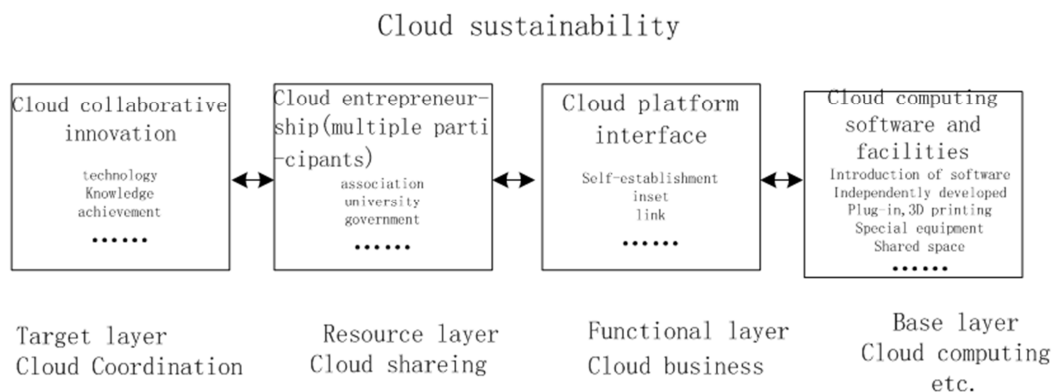 Cloud sustainability
Cloud collaborative
innovation
technology
Knowledge
achievement
••••••
Cloud entrepreneur-
ship(multiple parti
-cipants)
association
university
government
••••••
Cloud platform
interface
Self-establishment
inset
link
••••••
Cloud computing
software and
facilities
Introduction of software
Independently developed
Plug-in,3D printing
Special equipment
Shared space
••••••
Target layer
Cloud Coordination
Resource layer
Cloud shareing
Functional layer
Cloud business
Base layer
Cloud computing
etc.